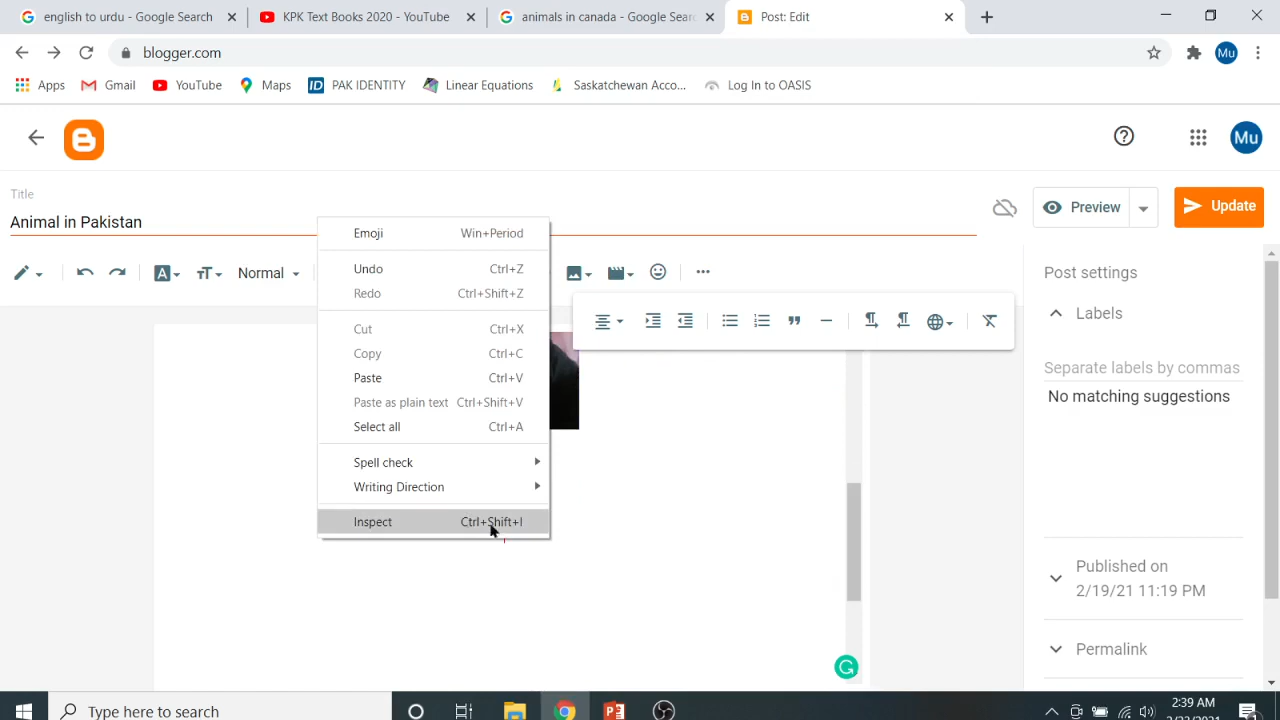 english to urdu - Google Search
KPK Text Books 2020 - YouTube
animals in canada - Google Sear
Post: Edit
blogger.com
Mu
Apps
Gmail
YouTube
Maps
ID PAK IDENTITY
Linear Equations
Saskatchewan Acco...
Log In to OASIS
Mu
Title
Animal in Pakistan
Preview
Update
Normal
Emoji Win+Period
Undo Ctrl+Z
Redo Ctrl+Shift+Z
Cut Ctrl+X
Copy Ctrl+C
Paste Ctrl+V
Paste as plain text Ctrl+Shift+V
Select all Ctrl+A
Spell check
Writing Direction
Inspect Ctrl+Shift+I
Post settings
Labels
Separate labels by commas
No matching suggestions
Published on
2/19/21 11:19 PM
Permalink
Type here to search
2:39 AM